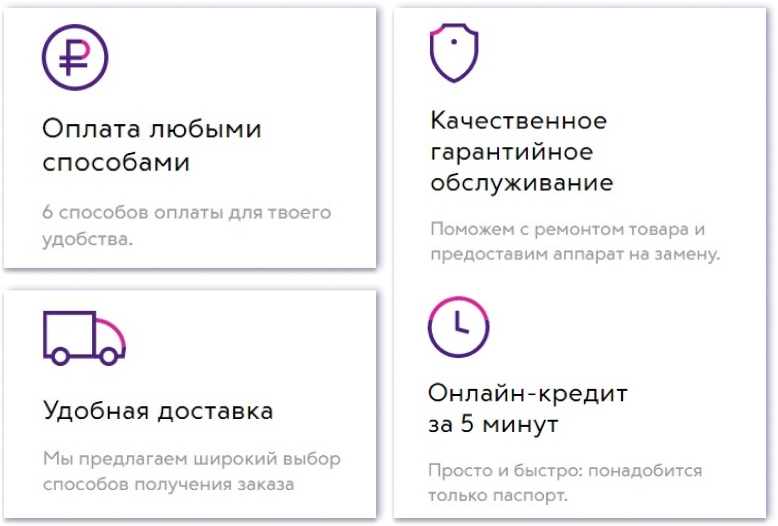 Оплата любыми
способами
6 способов оплаты для твоего
удобства.
Удобная доставка
Мы предлагаем широкий выбор
способов получения заказа
Качественное
гарантийное
обслуживание
Поможем с ремонтом товара и
предоставим аппарат на замену.
Онлайн-кредит
за 5 минут
Просто и быстро: понадобится
только паспорт.